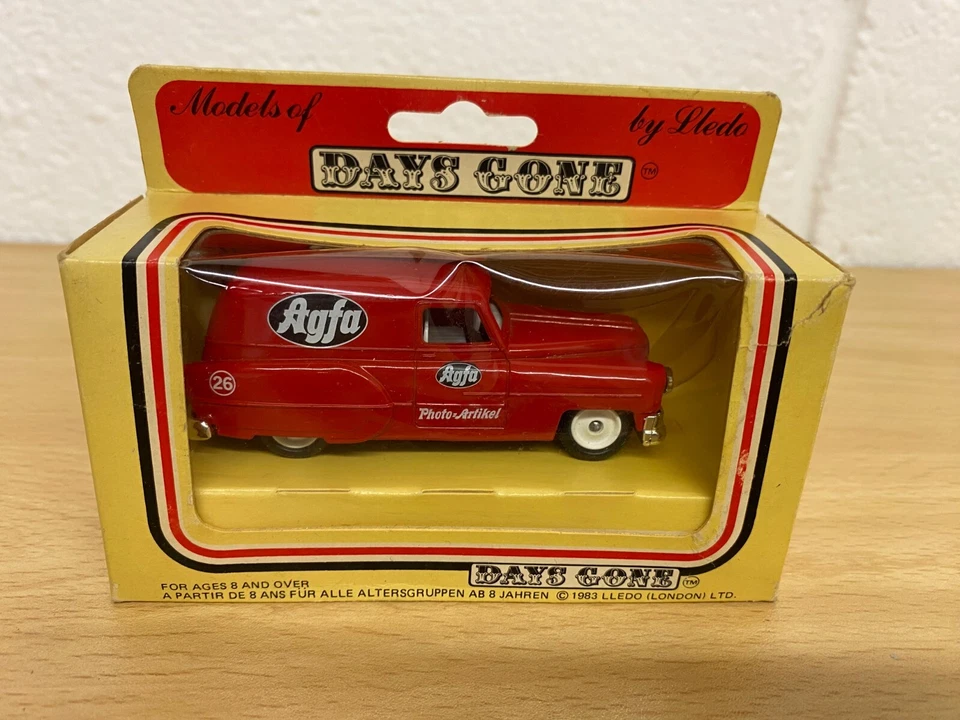 Models of by Lledo
DAYS GONE ™
Agfa
Agfa
26
Photo-Artikel
DAYS GONE ™
FOR AGES 8 AND OVER
A PARTIR DE 8 ANS FÜR ALLE ALTERSGRUPPEN AB 8 JAHREN © 1983 LLEDO (LONDON) LTD.